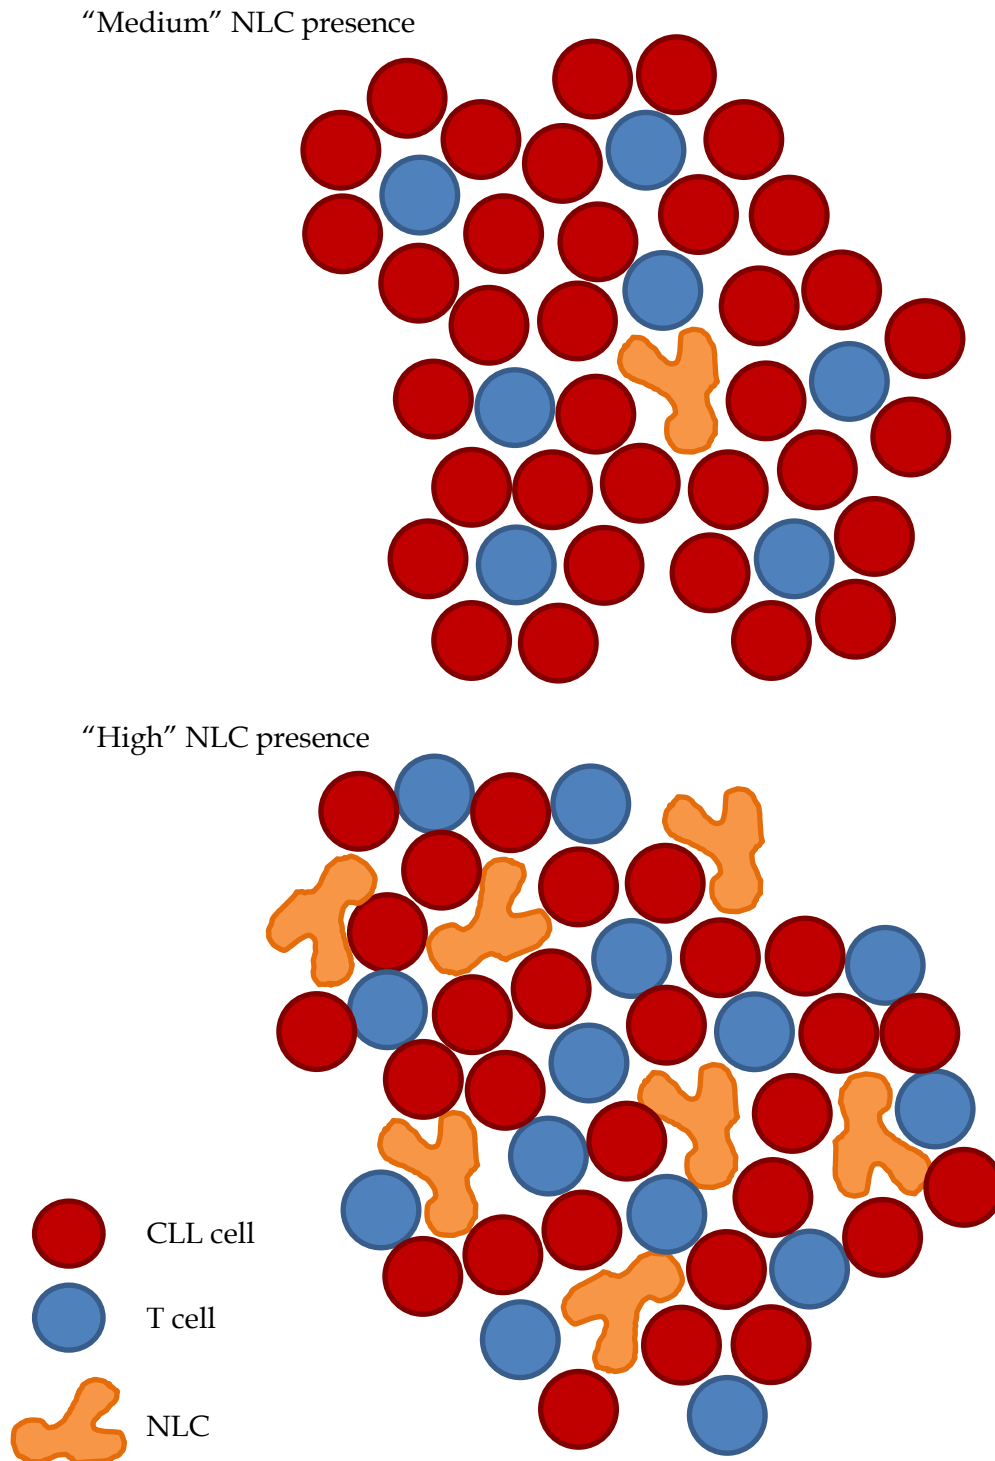 “Medium” NLC presence
“High” NLC presence
CLL cell
T cell
NLC